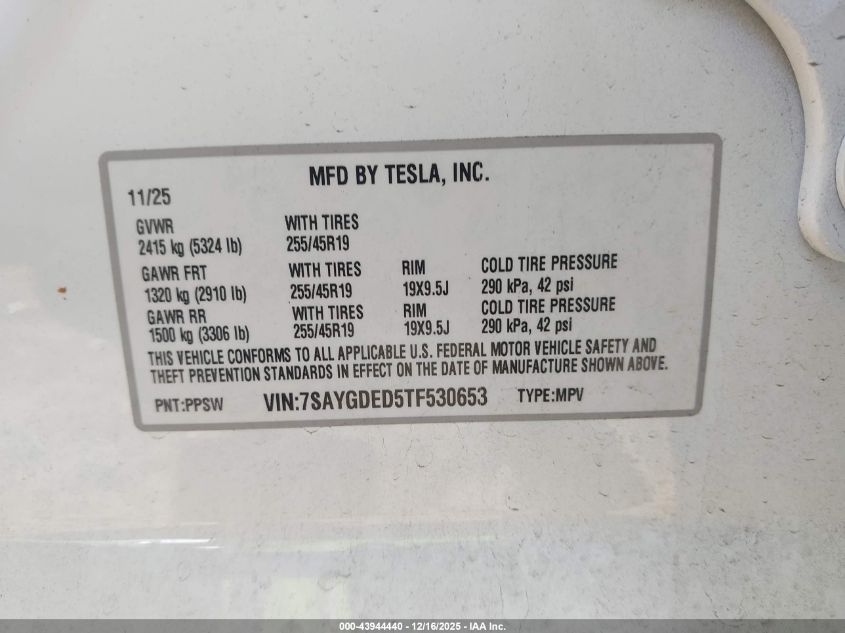 MFD BY TESLA, INC.
11/25
GVWR WITH TIRES
2415 kg (5324 lb) 255/45R19
GAWR FRT WITH TIRES RIM COLD TIRE PRESSURE
1320 kg (2910 lb) 255/45R19 19X9.5J 290 kPa, 42 psi
GAWR RR WITH TIRES RIM COLD TIRE PRESSURE
1500 kg (3306 lb) 255/45R19 19X9.5J 290 kPa, 42 psi
THIS VEHICLE CONFORMS TO ALL APPLICABLE U.S. FEDERAL MOTOR VEHICLE SAFETY AND
THEFT PREVENTION STANDARDS IN EFFECT ON THE DATE OF MANUFACTURE SHOWN ABOVE.
PNT:PPSW VIN:7SAYGDED5TF530653 TYPE:MPV
000-43944440 - 12/16/2025 - IAA Inc.